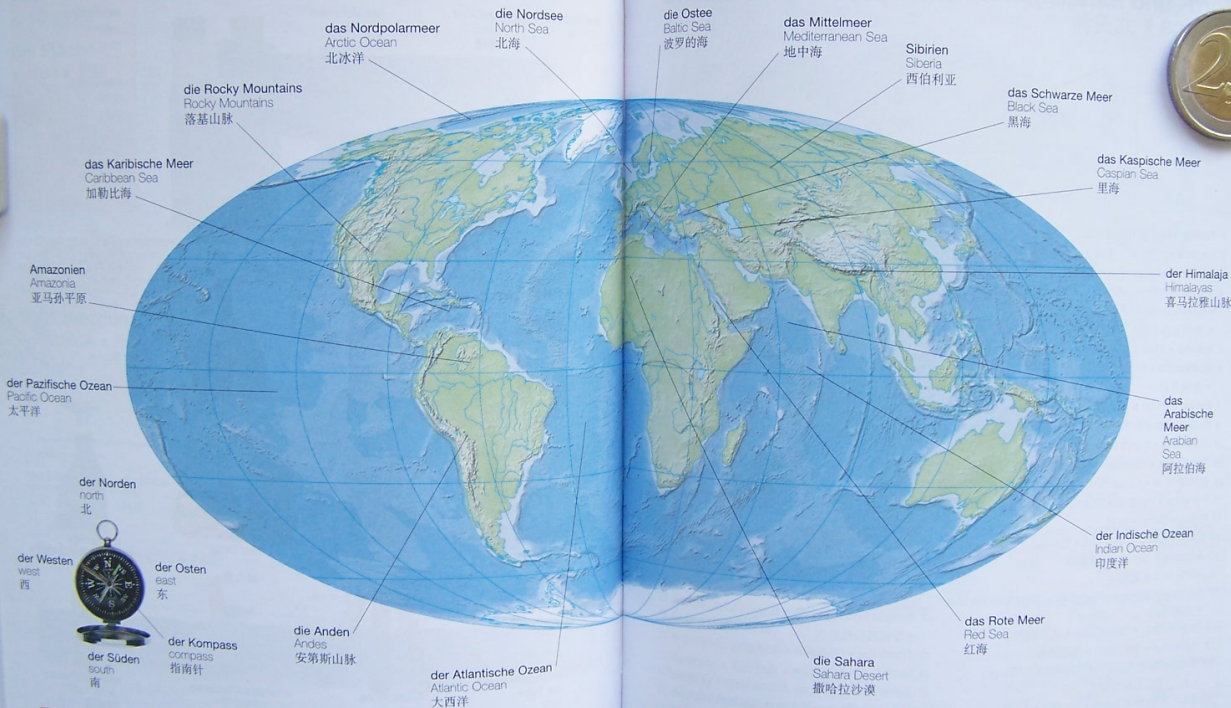 das Nordpolarmeer
Arctic Ocean
北冰洋
die Nordsee
North Sea
北海
die Ostee
Baltic Sea
波罗的海
das Mittelmeer
Mediterranean Sea
地中海
Sibirien
Siberia
西伯利亚
die Rocky Mountains
Rocky Mountains
落基山脉
das Schwarze Meer
Black Sea
黑海
das Karibische Meer
Caribbean Sea
加勒比海
das Kaspische Meer
Caspian Sea
里海
Amazonien
Amazonia
亚马孙平原
der Himalaja
Himalayas
喜马拉雅山脉
der Pazifische Ozean
Pacific Ocean
太平洋
das
Arabische
Meer
Arabian
Sea
阿拉伯海
der Norden
north
北
der Westen
west
西
N
W
E
S
der Osten
east
东
der Kompass
compass
指南针
der Süden
south
南
die Anden
Andes
安第斯山脉
der Atlantische Ozean
Atlantic Ocean
大西洋
die Sahara
Sahara Desert
撒哈拉沙漠
das Rote Meer
Red Sea
红海
der Indische Ozean
Indian Ocean
印度洋
2